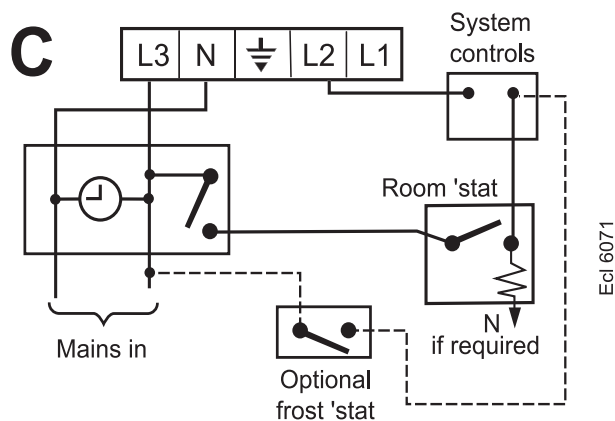 C
L3 N L2 L1
System
controls
Room 'stat
N
if required
Mains in
Optional
frost 'stat
Ecl 6071